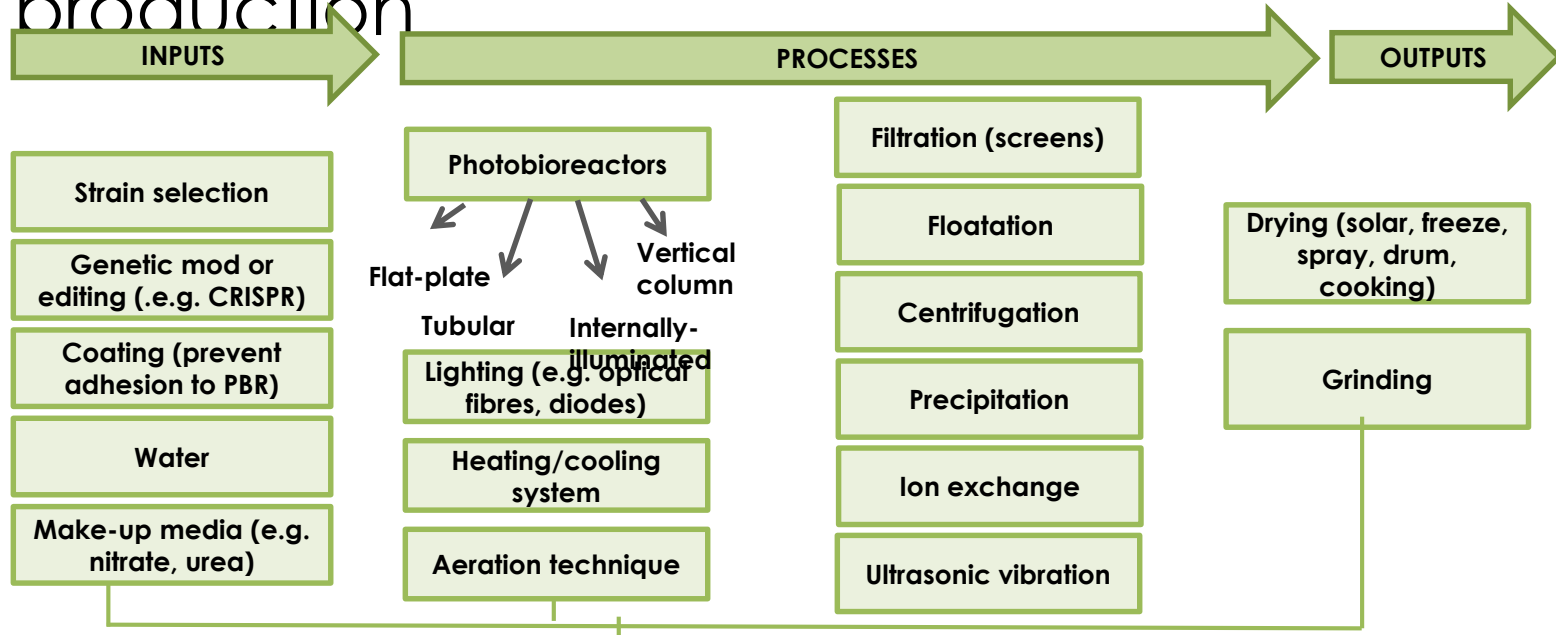 production
INPUTS
PROCESSES
OUTPUTS
Strain selection
Genetic mod or
editing (.e.g. CRISPR)
Coating (prevent
adhesion to PBR)
Water
Make-up media (e.g.
nitrate, urea)
Photobioreactors
Flat-plate
Tubular
Internally-
illuminated
Vertical
column
Lighting (e.g. optical
fibres, diodes)
Heating/cooling
system
Aeration technique
Filtration (screens)
Floatation
Centrifugation
Precipitation
Ion exchange
Ultrasonic vibration
Drying (solar, freeze,
spray, drum,
cooking)
Grinding